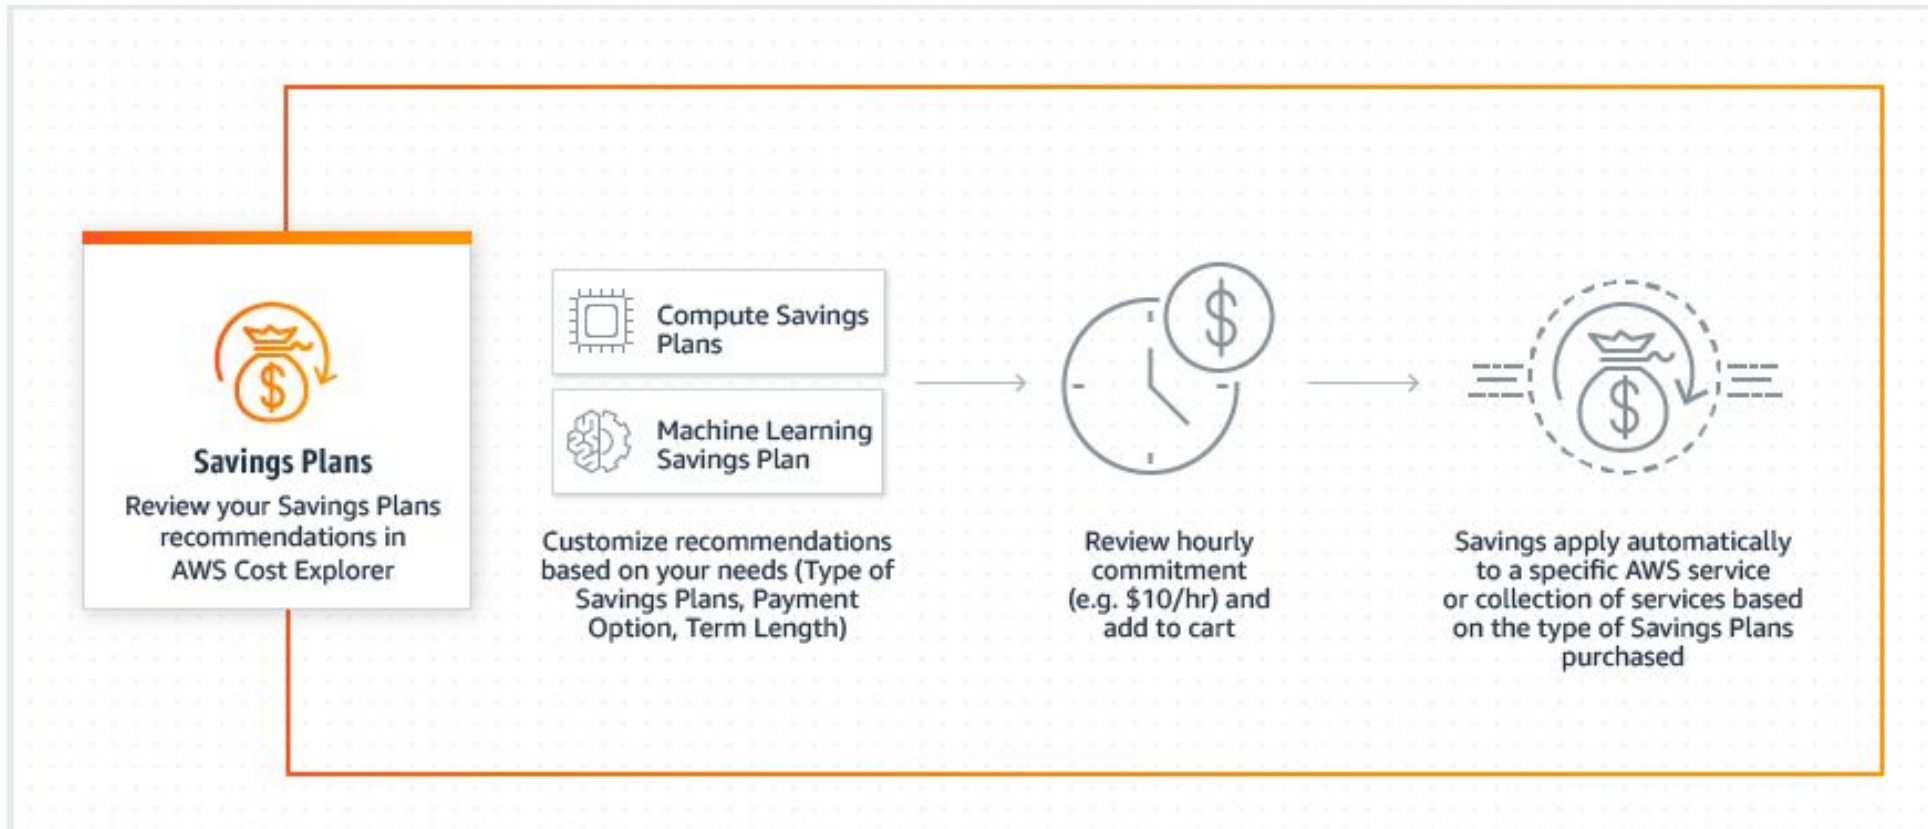 Savings Plans
Review your Savings Plans
recommendations in
AWS Cost Explorer
Compute Savings
Plans
Machine Learning
Savings Plan
Customize recommendations
based on your needs (Type of
Savings Plans, Payment
Option, Term Length)
$
Review hourly
commitment
(e.g. $10/hr) and
add to cart
$
Savings apply automatically
to a specific AWS service
or collection of services based
on the type of Savings Plans
purchased